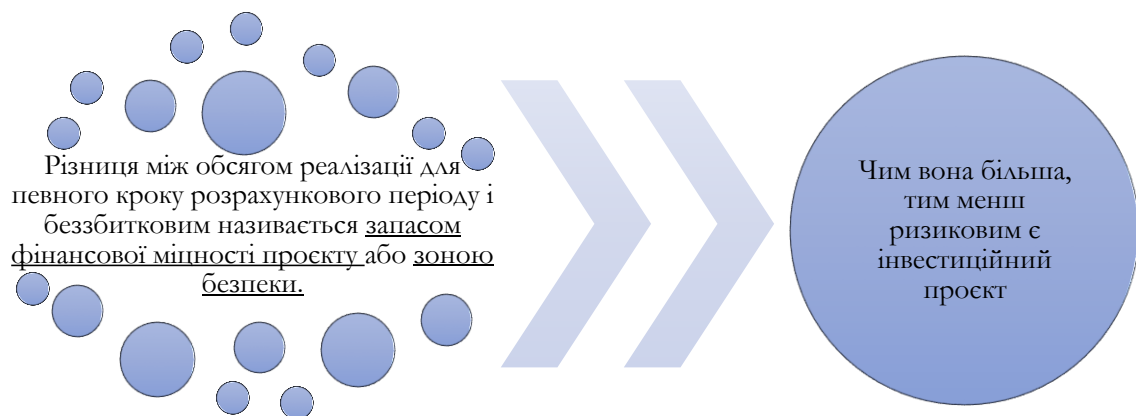 Різниця між обсягом реалізації для
певного кроку розрахункового періоду і
беззбитковим називається запасом
фінансової міцності проєкту або зоною
безпеки.
Чим вона більша,
тим менш
ризиковим є
інвестиційний
проєкт